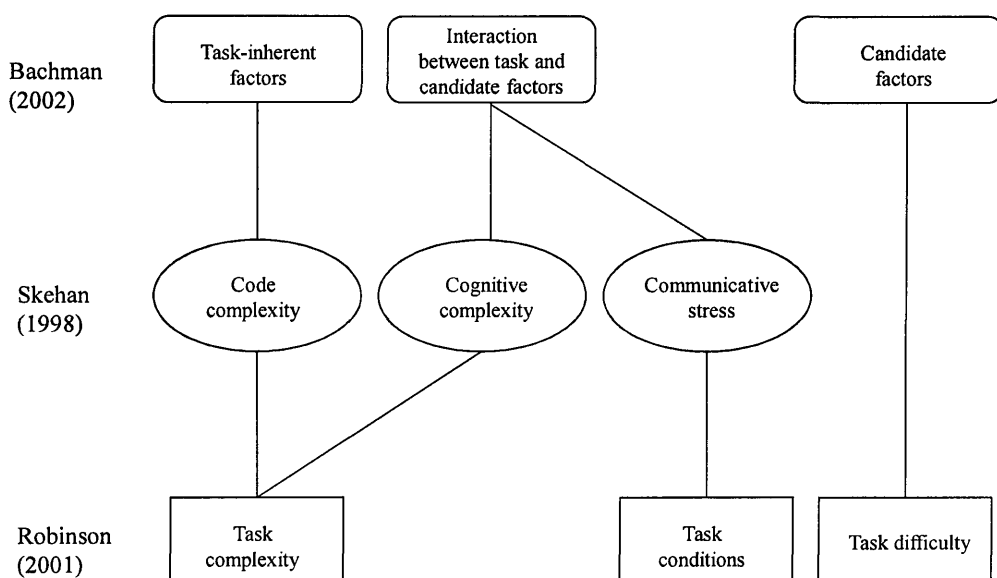 Bachman
(2002)
Task-inherent
factors
Interaction
between task and
candidate factors
Candidate
factors
Skehan
(1998)
Code
complexity
Cognitive
complexity
Communicative
stress
Robinson
(2001)
Task
complexity
Task
conditions
Task difficulty